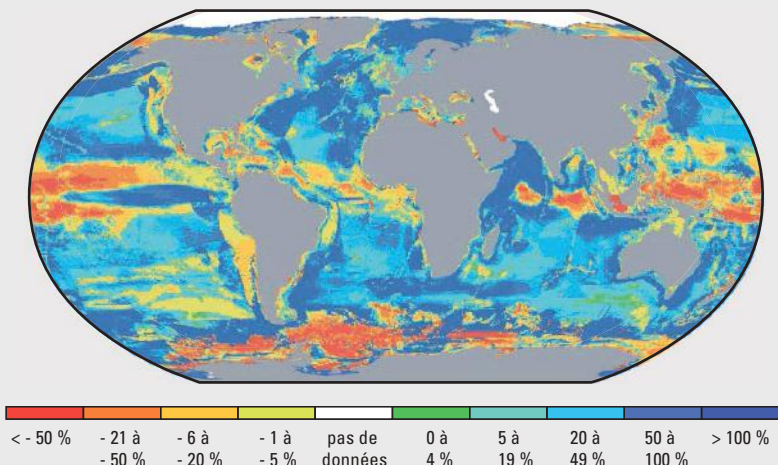 < - 50 % - 21 à - 6 à - 1 à pas de 0 à 5 à 20 à 50 à > 100 %
- 50 % - 20 % - 5 % données 4 % 19 % 49 % 100 %